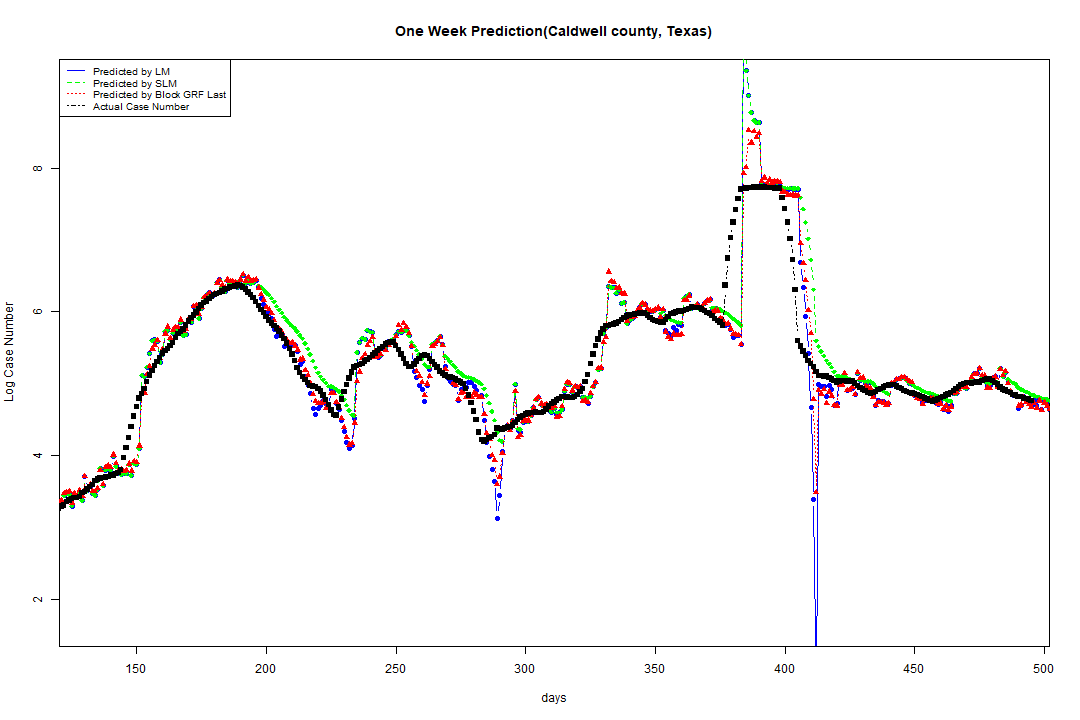 One Week Prediction(Caldwell county, Texas)
Predicted by LM
Predicted by SLM
Predicted by Block GRF Last
Actual Case Number
Log Case Number
8
6
4
2
150 200 250 300 350 400 450 500
days